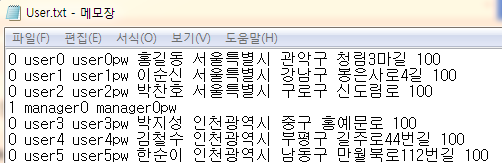 User.txt - 메모장
파일(F) 편집(E) 서식(O) 보기(V) 도움말(H)
0 user0 user0pw 홍길동 서울특별시 관악구 청림3마길 100
0 user1 user1pw 이순신 서울특별시 강남구 봉은사로4길 100
0 user2 user2pw 박찬호 서울특별시 구로구 신도림로 100
1 manager0 manager0pw
0 user3 user3pw 박지성 인천광역시 중구 홍예문로 100
0 user4 user4pw 김철수 인천광역시 부평구 길주로44번길 100
0 user5 user5pw 한순이 인천광역시 남동구 만월북로112번길 100